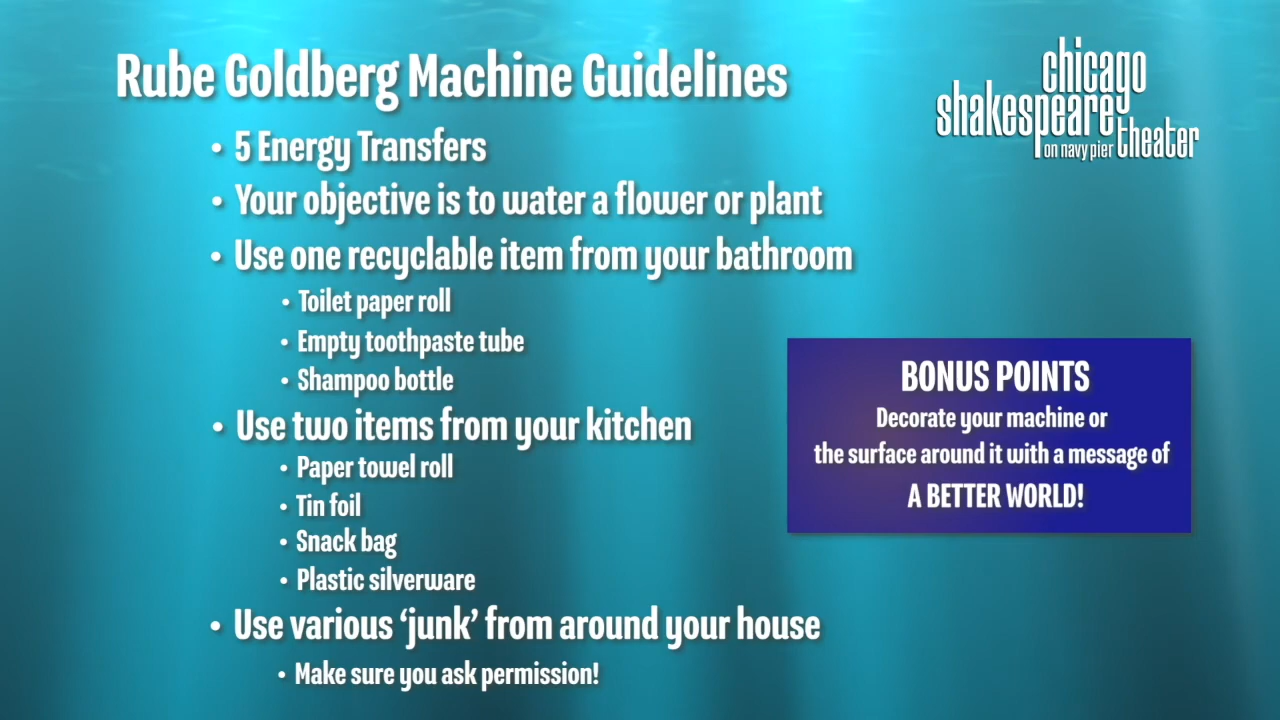 Rube Goldberg Machine Guidelines
• 5 Energy Transfers
• Your objective is to water a flower or plant
• Use one recyclable item from your bathroom
• Toilet paper roll
• Empty toothpaste tube
• Shampoo bottle
• Use two items from your kitchen
• Paper towel roll
• Tin foil
• Snack bag
• Plastic silverware
• Use various ‘junk’ from around your house
• Make sure you ask permission!
chicago
shakespeare
on navy pier theater
BONUS POINTS
Decorate your machine or
the surface around it with a message of
A BETTER WORLD!